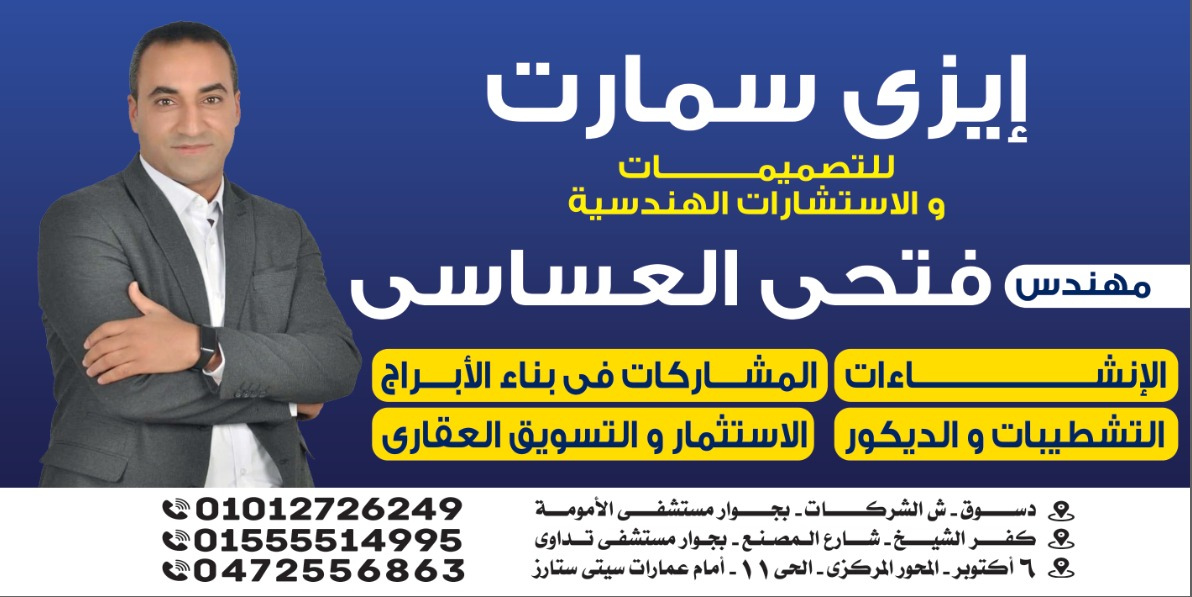 إيزى سمارت
للتصميمات
و الاستشارات الهندسية
مهندس فتحى العساسى
الإنشاءات
المشاركات فى بناء الأبراج
التشطيبات و الديكور
الاستثمار و التسويق العقارى
دسوق - ش الشركات - بجوار مستشفى الأمومة
كفر الشيخ - شارع المصنع - بجوار مستشفى تداوى
٦ أكتوبر - المحور المركزى - الحى ١١ - أمام عمارات سيتى ستارز
01012726249
01555514995
0472556863